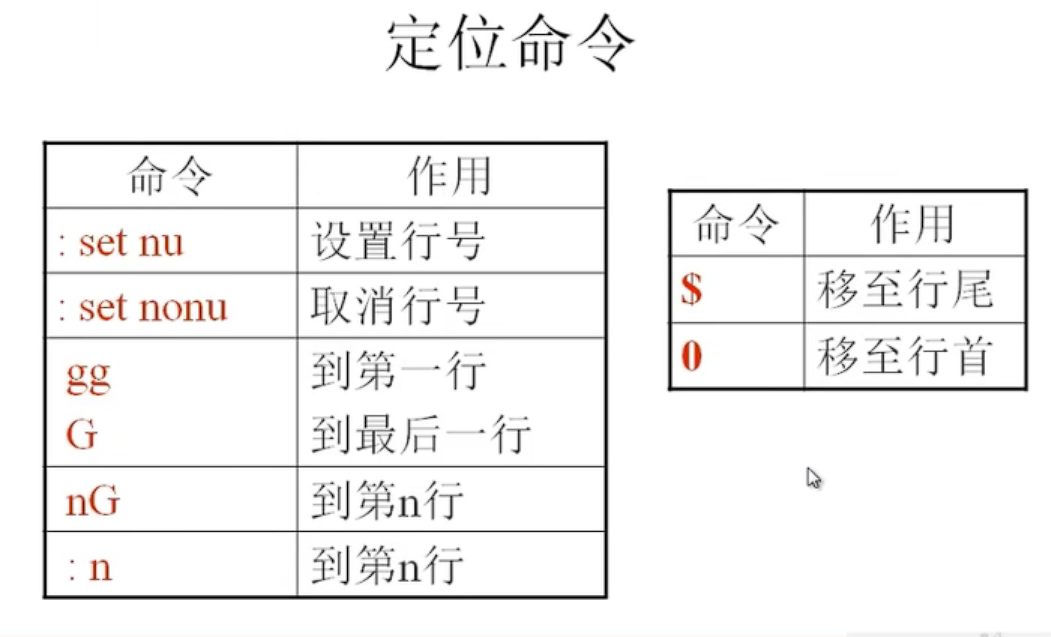 定位命令
命令 作用
: set nu 设置行号
: set nonu 取消行号
gg 到第一行
G 到最后一行
nG 到第n行
: n 到第n行
命令 作用
$ 移至行尾
0 移至行首